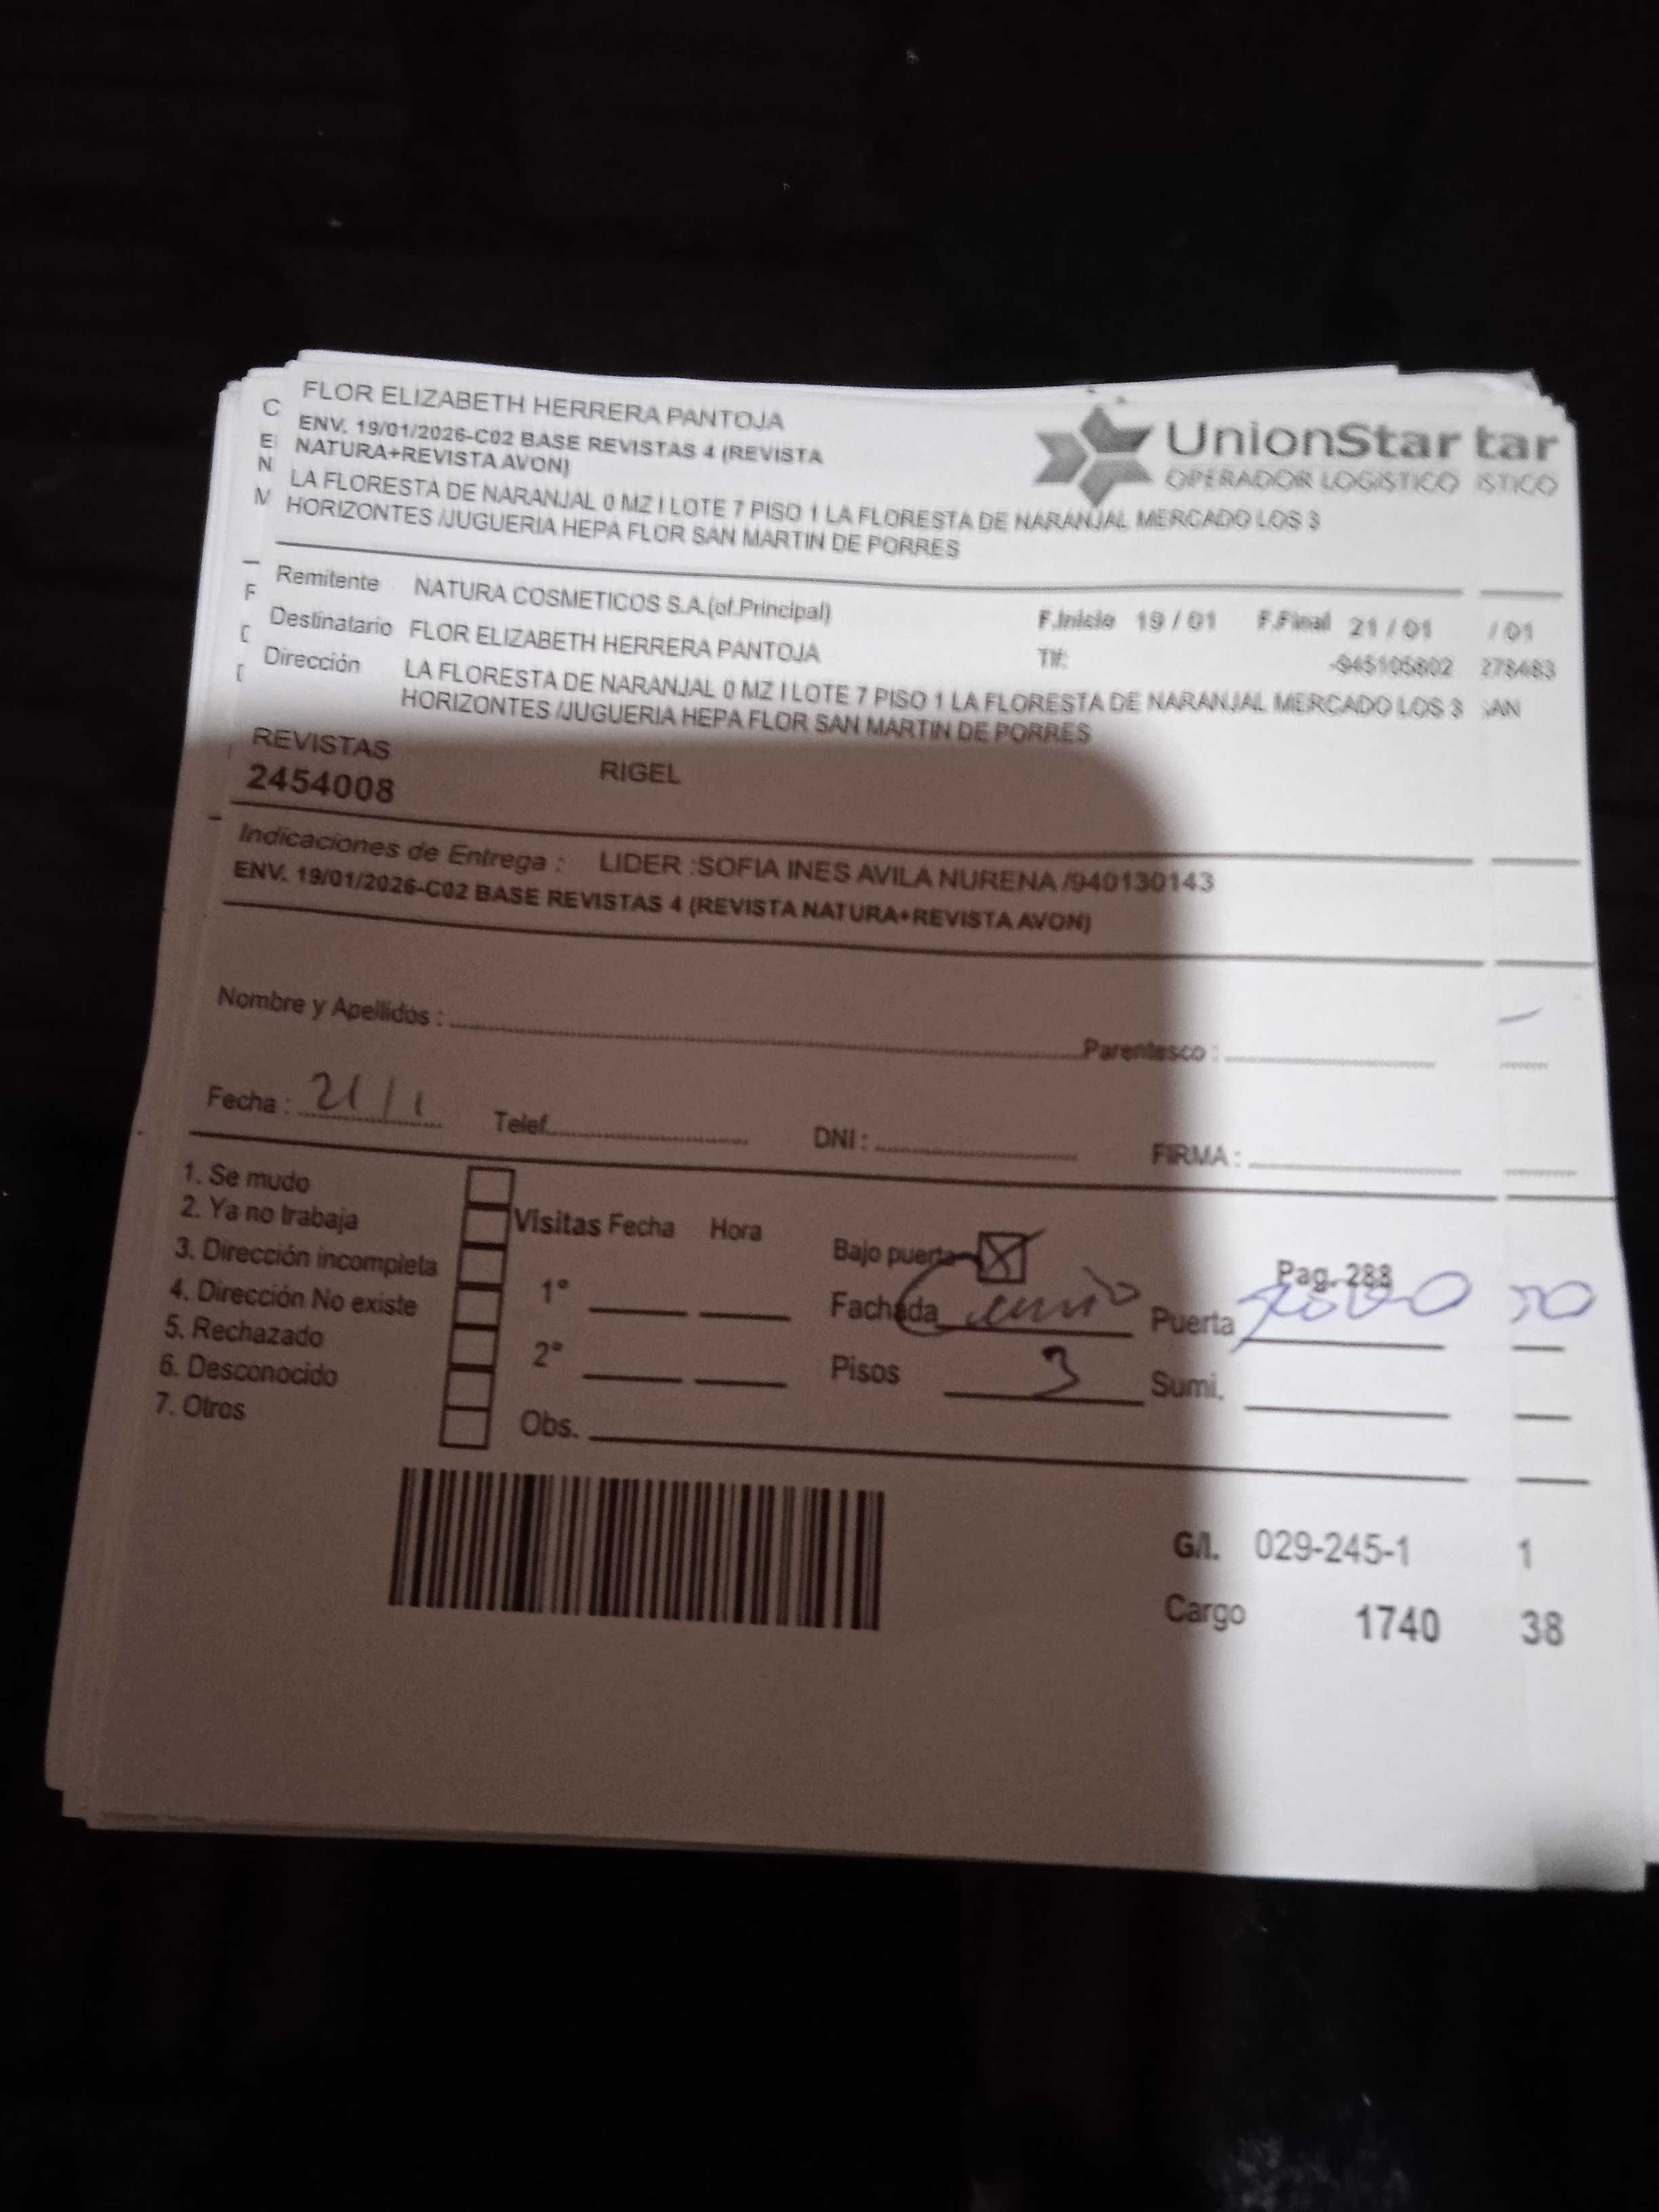 FLOR ELIZABETH HERRERA PANTOJA
ENV. 19/01/2026-C02 BASE REVISTAS 4 (REVISTA
NATURA+REVISTA AVON)
LA FLORESTA DE NARANJAL 0 MZ I LOTE 7 PISO 1 LA FLORESTA DE NARANJAL MERCADO LOS 3
HORIZONTES /JUGUERIA HEPA FLOR SAN MARTIN DE PORRES
UnionStar tar
OPERADOR LOGISTICO ISTICO
Remitente NATURA COSMETICOS S.A.(of.Principal) F.Inicio 19 / 01 F.Final 21 / 01 / 01
Destinatario FLOR ELIZABETH HERRERA PANTOJA Tlf: -945105802 278483
Dirección LA FLORESTA DE NARANJAL 0 MZ I LOTE 7 PISO 1 LA FLORESTA DE NARANJAL MERCADO LOS 3 AN
HORIZONTES /JUGUERIA HEPA FLOR SAN MARTIN DE PORRES
REVISTAS RIGEL
2454008
Indicaciones de Entrega : LIDER :SOFIA INES AVILA NURENA /940130143
ENV. 19/01/2026-C02 BASE REVISTAS 4 (REVISTA NATURA+REVISTA AVON)
Nombre y Apellidos : Parentesco :
Fecha : 21/1 Telef. DNI : FIRMA :
1. Se mudo
2. Ya no trabaja Visitas Fecha Hora Bajo puerta Pag. 288
3. Dirección incompleta
4. Dirección No existe 1° Fachada Puerta
5. Rechazado
6. Desconocido 2° Pisos 3 Sumi.
7. Otros Obs.
G/I. 029-245-1 1
Cargo 1740 38